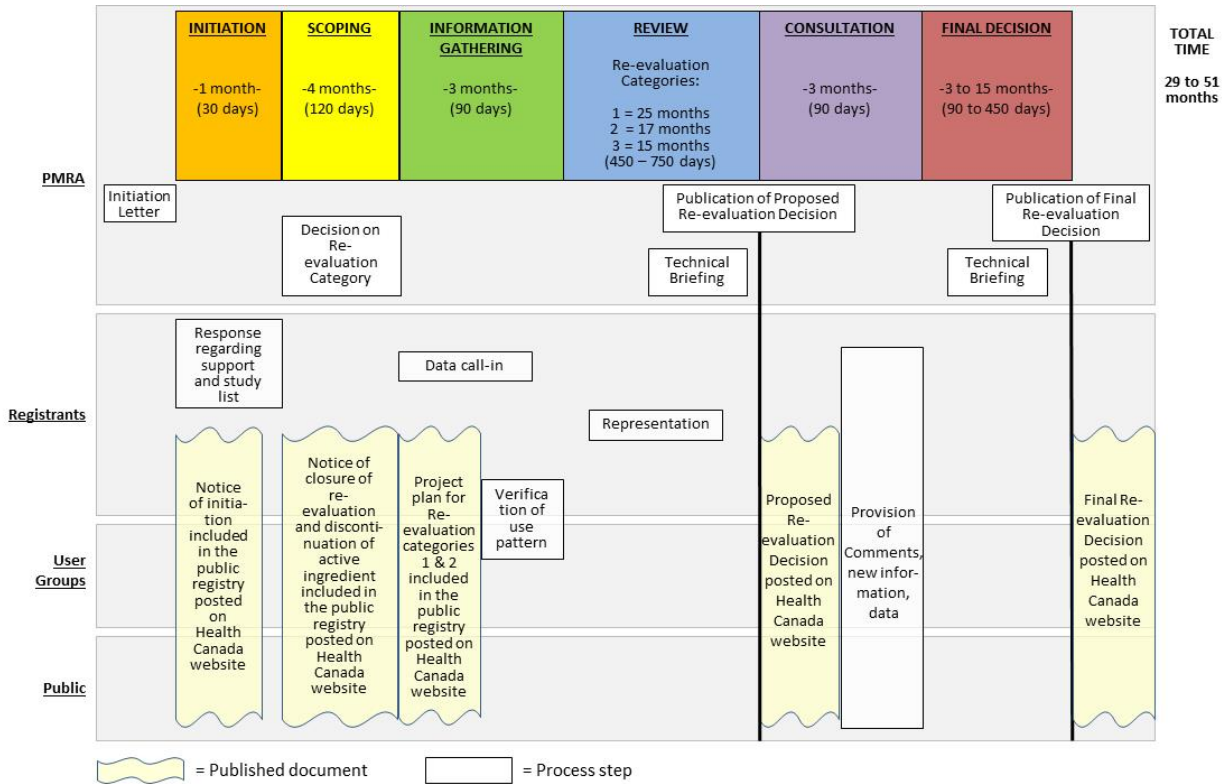 INITIATION
-1 month-
(30 days)
SCOPING
-4 months-
(120 days)
INFORMATION
GATHERING
-3 months-
(90 days)
REVIEW
Re-evaluation
Categories:
1 = 25 months
2 = 17 months
3 = 15 months
(450 – 750 days)
CONSULTATION
-3 months-
(90 days)
FINAL DECISION
-3 to 15 months-
(90 to 450 days)
TOTAL
TIME
29 to 51
months
PMRA
Initiation
Letter
Decision on
Re-
evaluation
Category
Publication of Proposed
Re-evaluation Decision
Technical
Briefing
Publication of Final
Re-evaluation
Decision
Technical
Briefing
Registrants
Response
regarding
support
and study
list
Data call-in
Representation
User
Groups
Public
Notice
of initia-
tion
included
in the
public
registry
posted
on
Health
Canada
website
Notice of
closure of
re-
evaluation
and disconti-
nuation of
active
ingredient
included in
the public
registry
posted on
Health
Canada
website
Project
plan for
Re-
evaluation
categories
1 & 2
included
in the
public
registry
posted on
Health
Canada
website
Verifica
tion of
use
pattern
Proposed
Re-
evaluation
Decision
posted on
Health
Canada
website
Provision
of
Comments,
new infor-
mation,
data
Final Re-
evaluation
Decision
posted on
Health
Canada
website
= Published document
= Process step